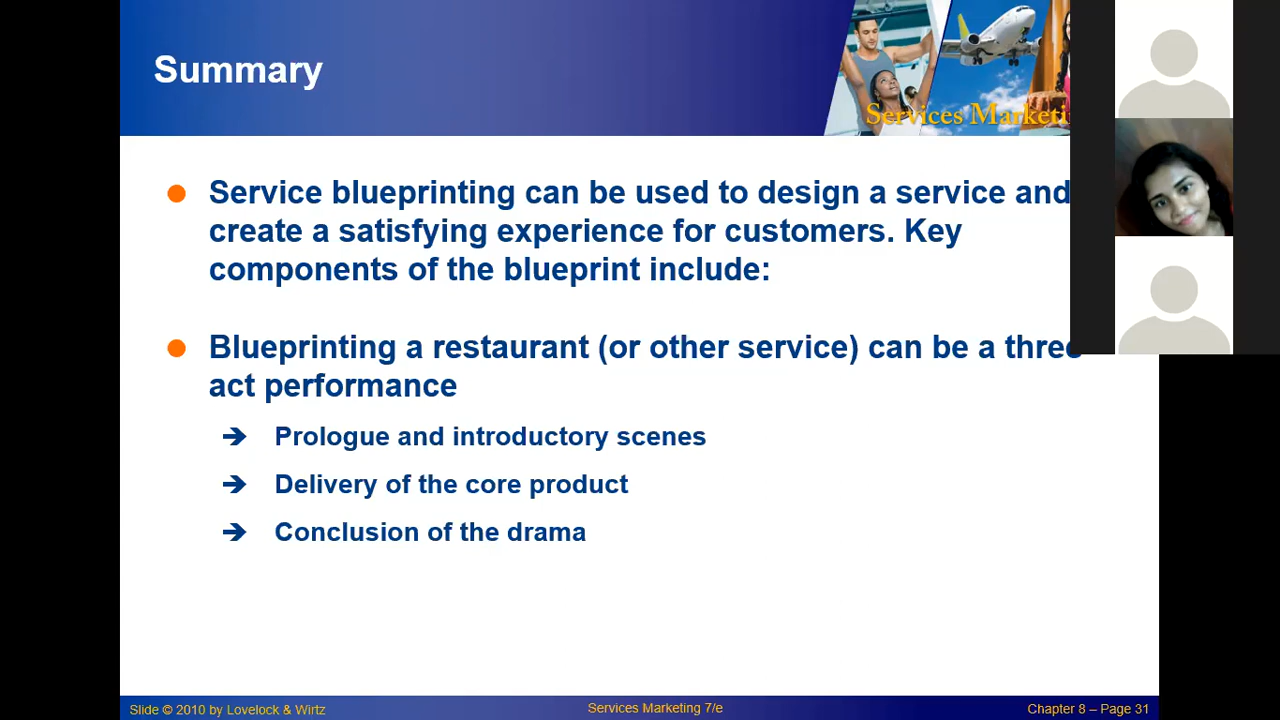 Summary
Services Marketi
Service blueprinting can be used to design a service and
create a satisfying experience for customers. Key
components of the blueprint include:
Blueprinting a restaurant (or other service) can be a three
act performance
Prologue and introductory scenes
Delivery of the core product
Conclusion of the drama
Slide © 2010 by Lovelock & Wirtz
Services Marketing 7/e
Chapter 8 – Page 31